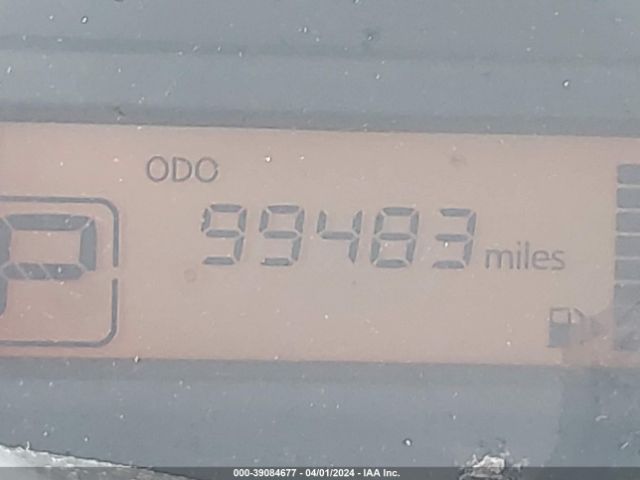 ODO
P
99483 miles
000-39084677 - 04/01/2024 - IAA Inc.